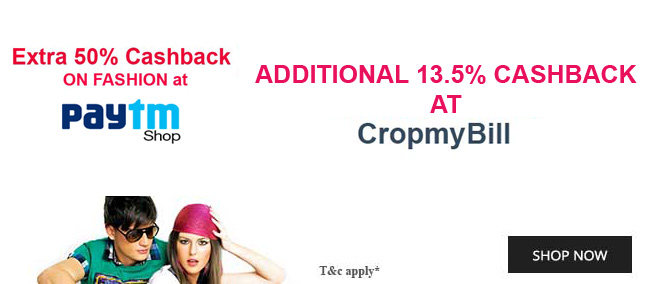 Extra 50% Cashback
ON FASHION at
paytm
Shop
ADDITIONAL 13.5% CASHBACK
AT
CropmyBill
T&c apply*
SHOP NOW